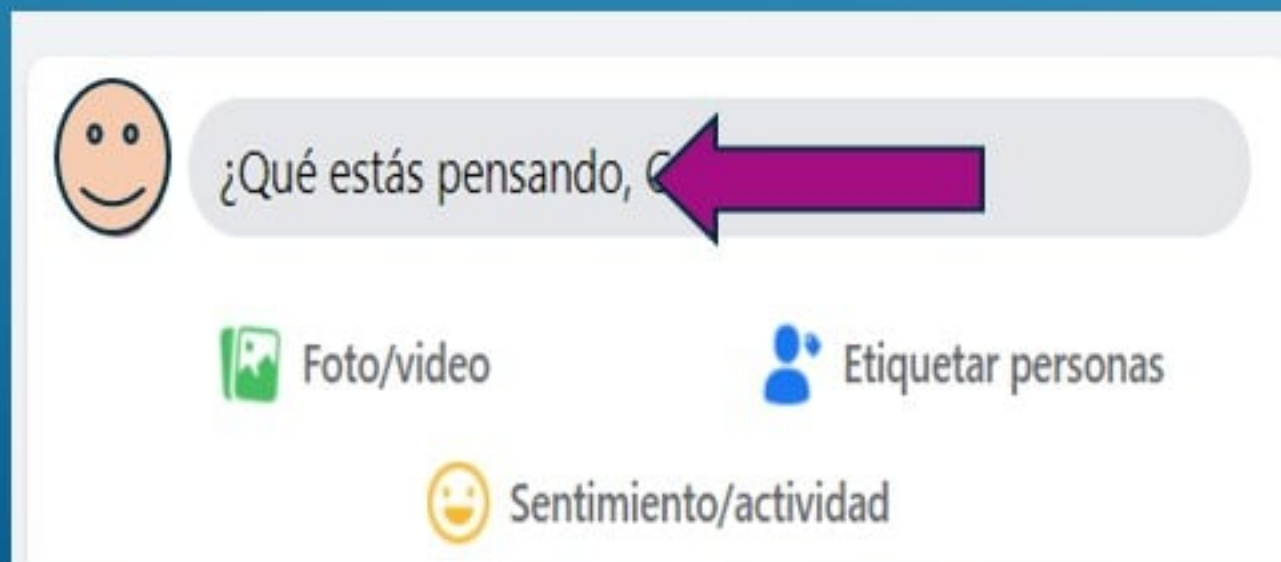 ¿Qué estás pensando,
Foto/video
Etiquetar personas
Sentimiento/actividad